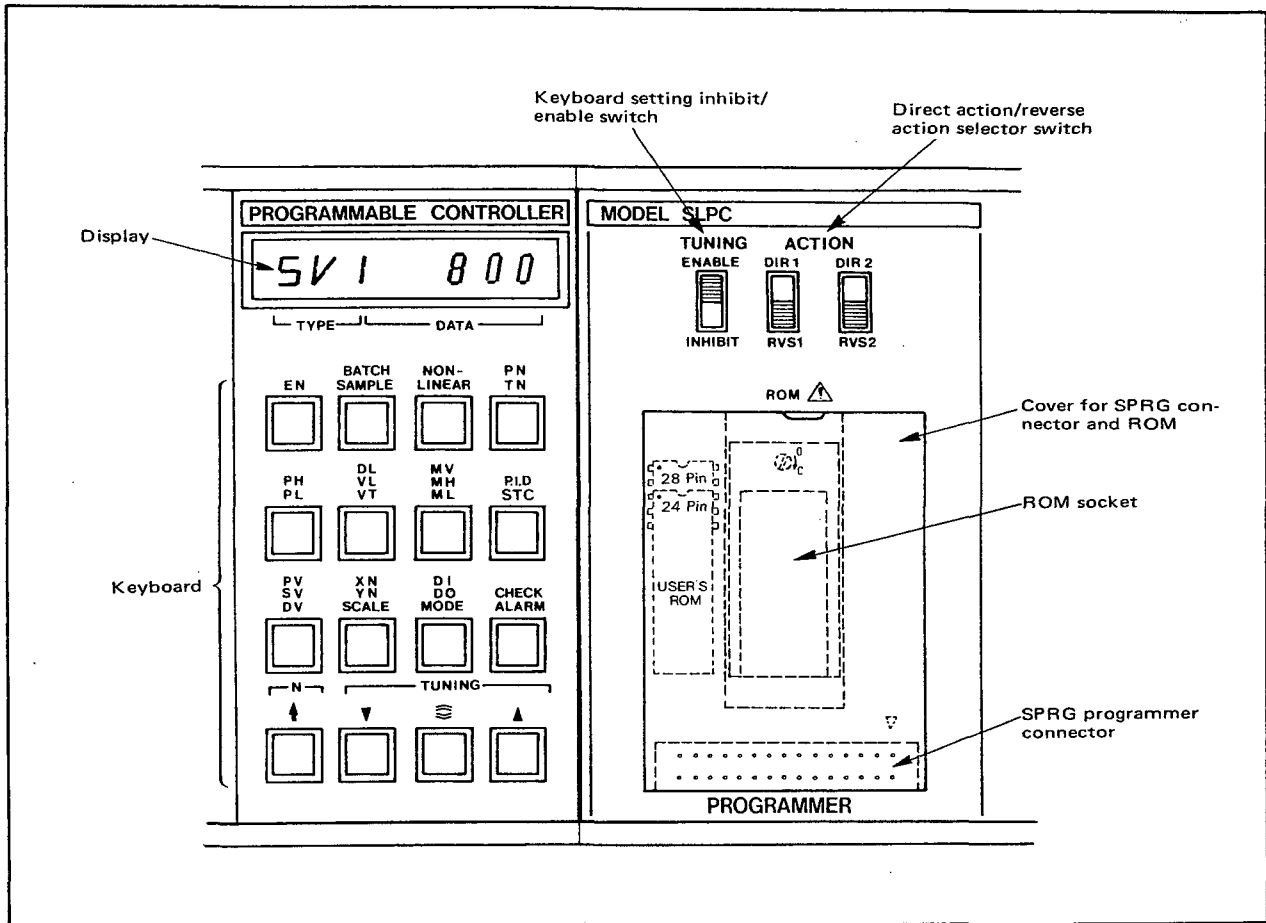 Keyboard setting inhibit/
enable switch
Direct action/reverse
action selector switch
PROGRAMMABLE CONTROLLER
MODEL SLPC
Display
SV1 800
TYPE DATA
TUNING ACTION
ENABLE DIR 1 DIR 2
INHIBIT RVS1 RVS2
EN
BATCH
SAMPLE
NON-
LINEAR
PN
TN
PH
PL
DL
VL
VT
MV
MH
ML
P.I.D
STC
Keyboard
PV
SV
DV
XN
YN
SCALE
DI
DO
MODE
CHECK
ALARM
N
TUNING
ROM
Cover for SPRG con-
nector and ROM
28 Pin
24 Pin
ROM socket
USER'S
ROM
SPRG programmer
connector
PROGRAMMER